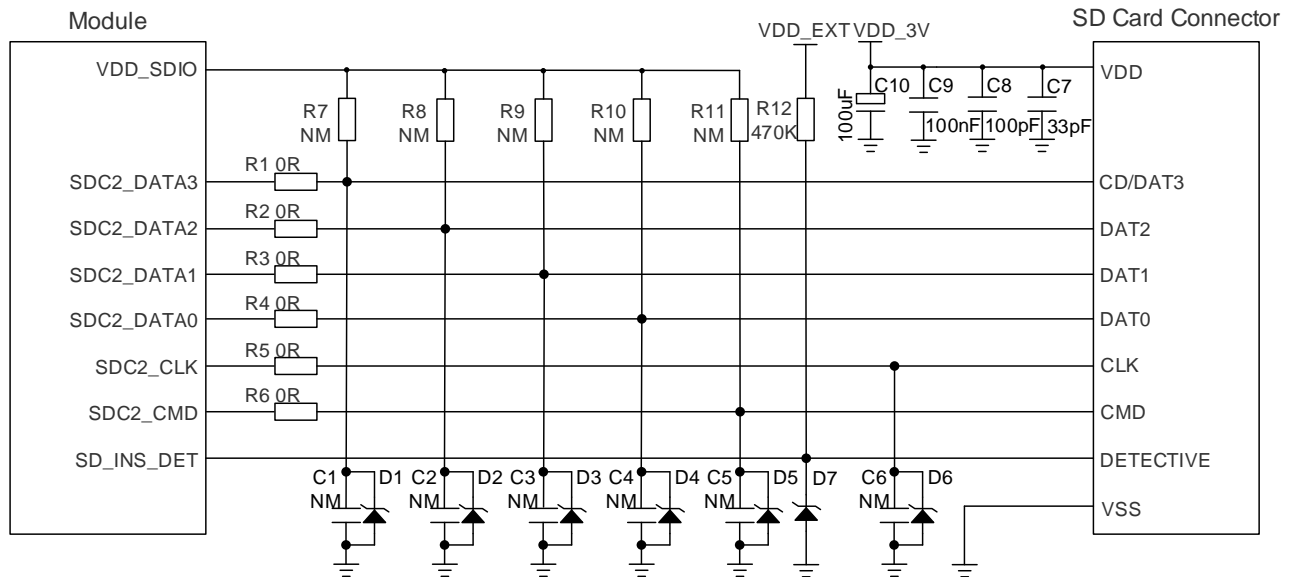 Module
SD Card Connector
VDD_EXT VDD_3V
VDD_SDIO
VDD
R7
NM
R8
NM
R9
NM
R10
NM
R11
NM
R12
470K
C10
100uF
C9
100nF
C8
100pF
C7
33pF
R1 0R
SDC2_DATA3
CD/DAT3
R2 0R
SDC2_DATA2
DAT2
R3 0R
SDC2_DATA1
DAT1
R4 0R
SDC2_DATA0
DAT0
R5 0R
SDC2_CLK
CLK
R6 0R
SDC2_CMD
CMD
SD_INS_DET
DETECTIVE
C1
NM
D1
C2
NM
D2
C3
NM
D3
C4
NM
D4
C5
NM
D5
D7
C6
NM
D6
VSS